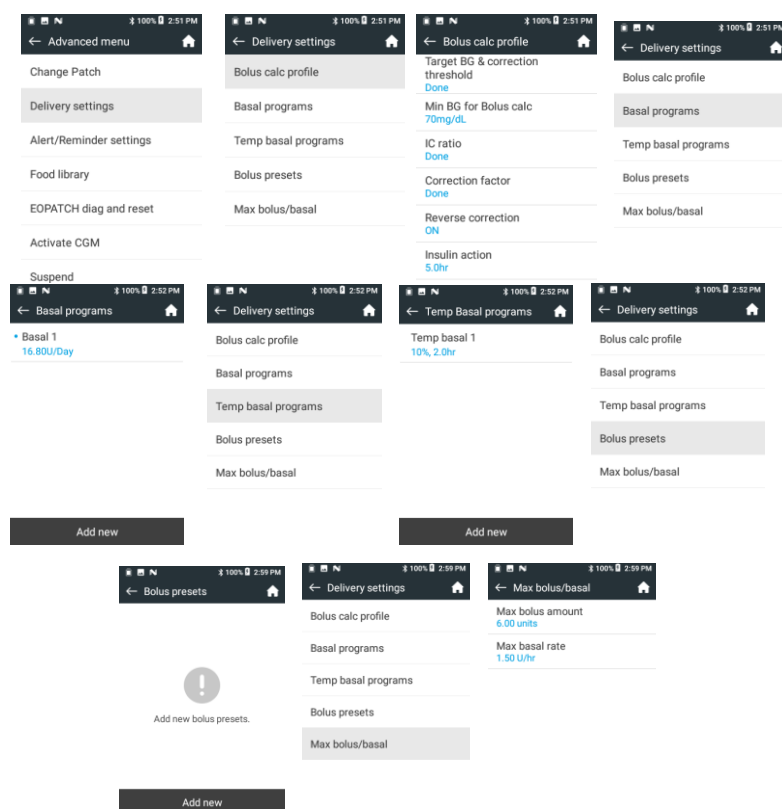 100% 2:51 PM
← Advanced menu
Change Patch
Delivery settings
Alert/Reminder settings
Food library
EOPATCH diag and reset
Activate CGM
Suspend
100% 2:51 PM
← Delivery settings
Bolus calc profile
Basal programs
Temp basal programs
Bolus presets
Max bolus/basal
100% 2:51 PM
← Bolus calc profile
Target BG & correction
threshold
Done
Min BG for Bolus calc
70mg/dL
IC ratio
Done
Correction factor
Done
Reverse correction
ON
Insulin action
5.0hr
100% 2:51 PM
← Delivery settings
Bolus calc profile
Basal programs
Temp basal programs
Bolus presets
Max bolus/basal
100% 2:52 PM
← Basal programs
• Basal 1
16.80U/Day
Add new
100% 2:52 PM
← Delivery settings
Bolus calc profile
Basal programs
Temp basal programs
Bolus presets
Max bolus/basal
100% 2:52 PM
← Temp Basal programs
Temp basal 1
10%, 2.0hr
Add new
100% 2:52 PM
← Delivery settings
Bolus calc profile
Basal programs
Temp basal programs
Bolus presets
Max bolus/basal
100% 2:59 PM
← Bolus presets
!
Add new bolus presets.
Add new
100% 2:59 PM
← Delivery settings
Bolus calc profile
Basal programs
Temp basal programs
Bolus presets
Max bolus/basal
100% 2:59 PM
← Max bolus/basal
Max bolus amount
6.00 units
Max basal rate
1.50 U/hr